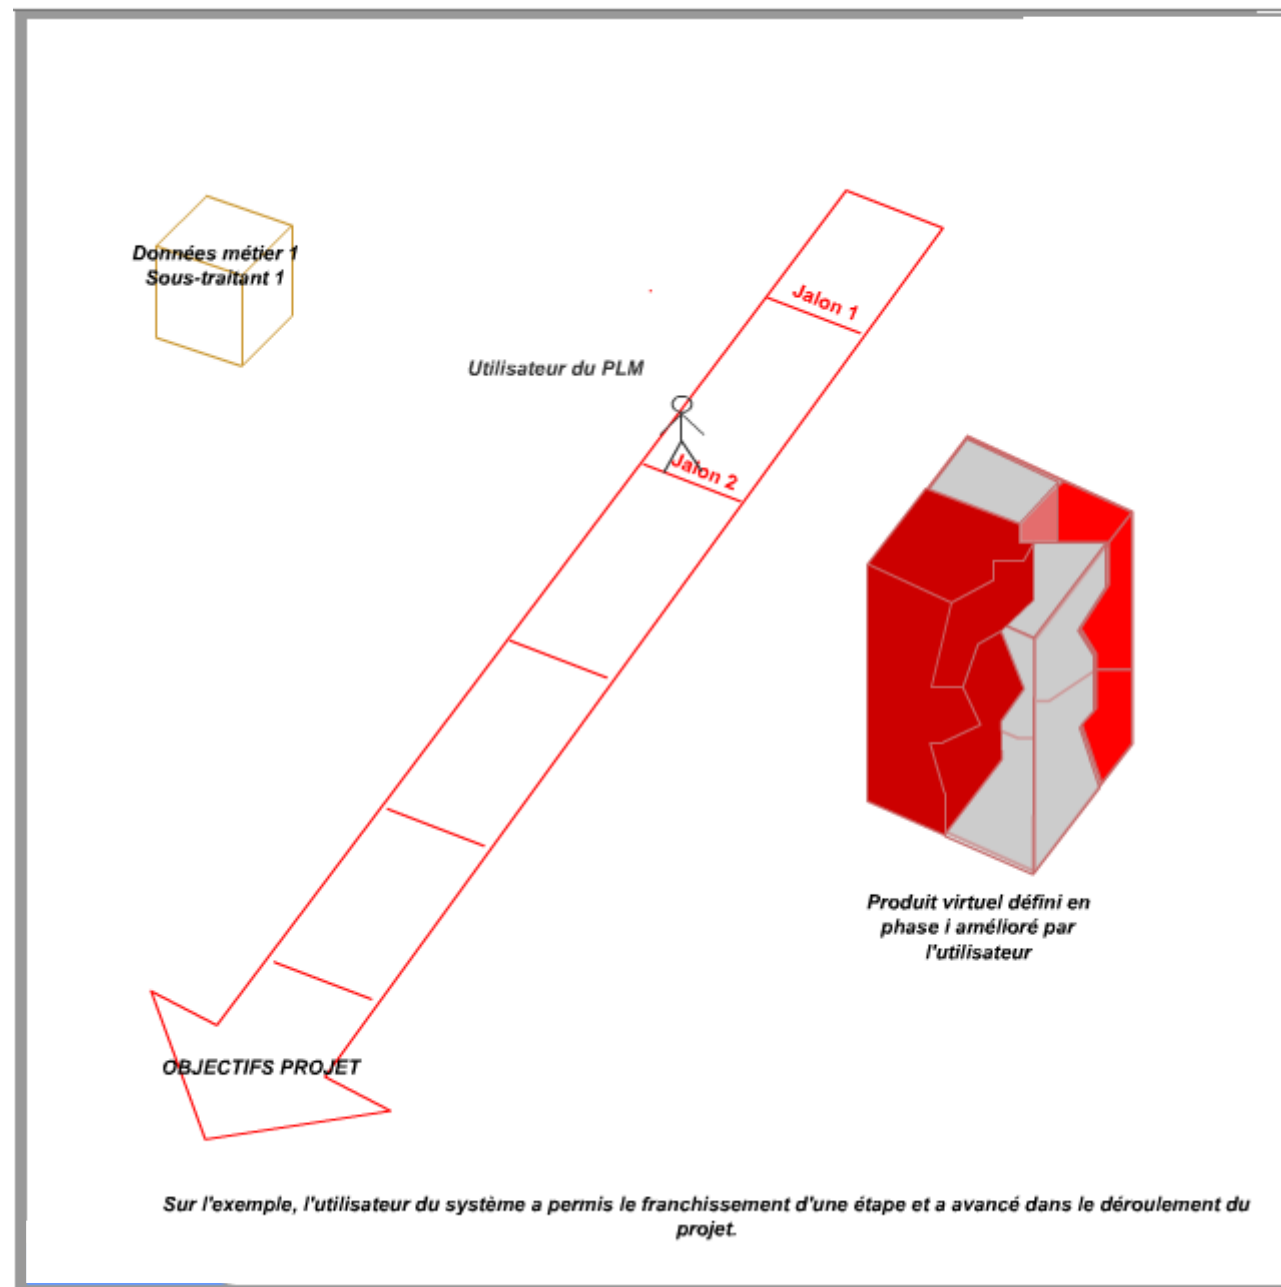 Données métier 1
Sous-traitant 1
Jalon 1
Utilisateur du PLM
Jalon 2
Produit virtuel défini en
phase i amélioré par
l'utilisateur
OBJECTIFS PROJET
Sur l'exemple, l'utilisateur du système a permis le franchissement d'une étape et a avancé dans le déroulement du
projet.